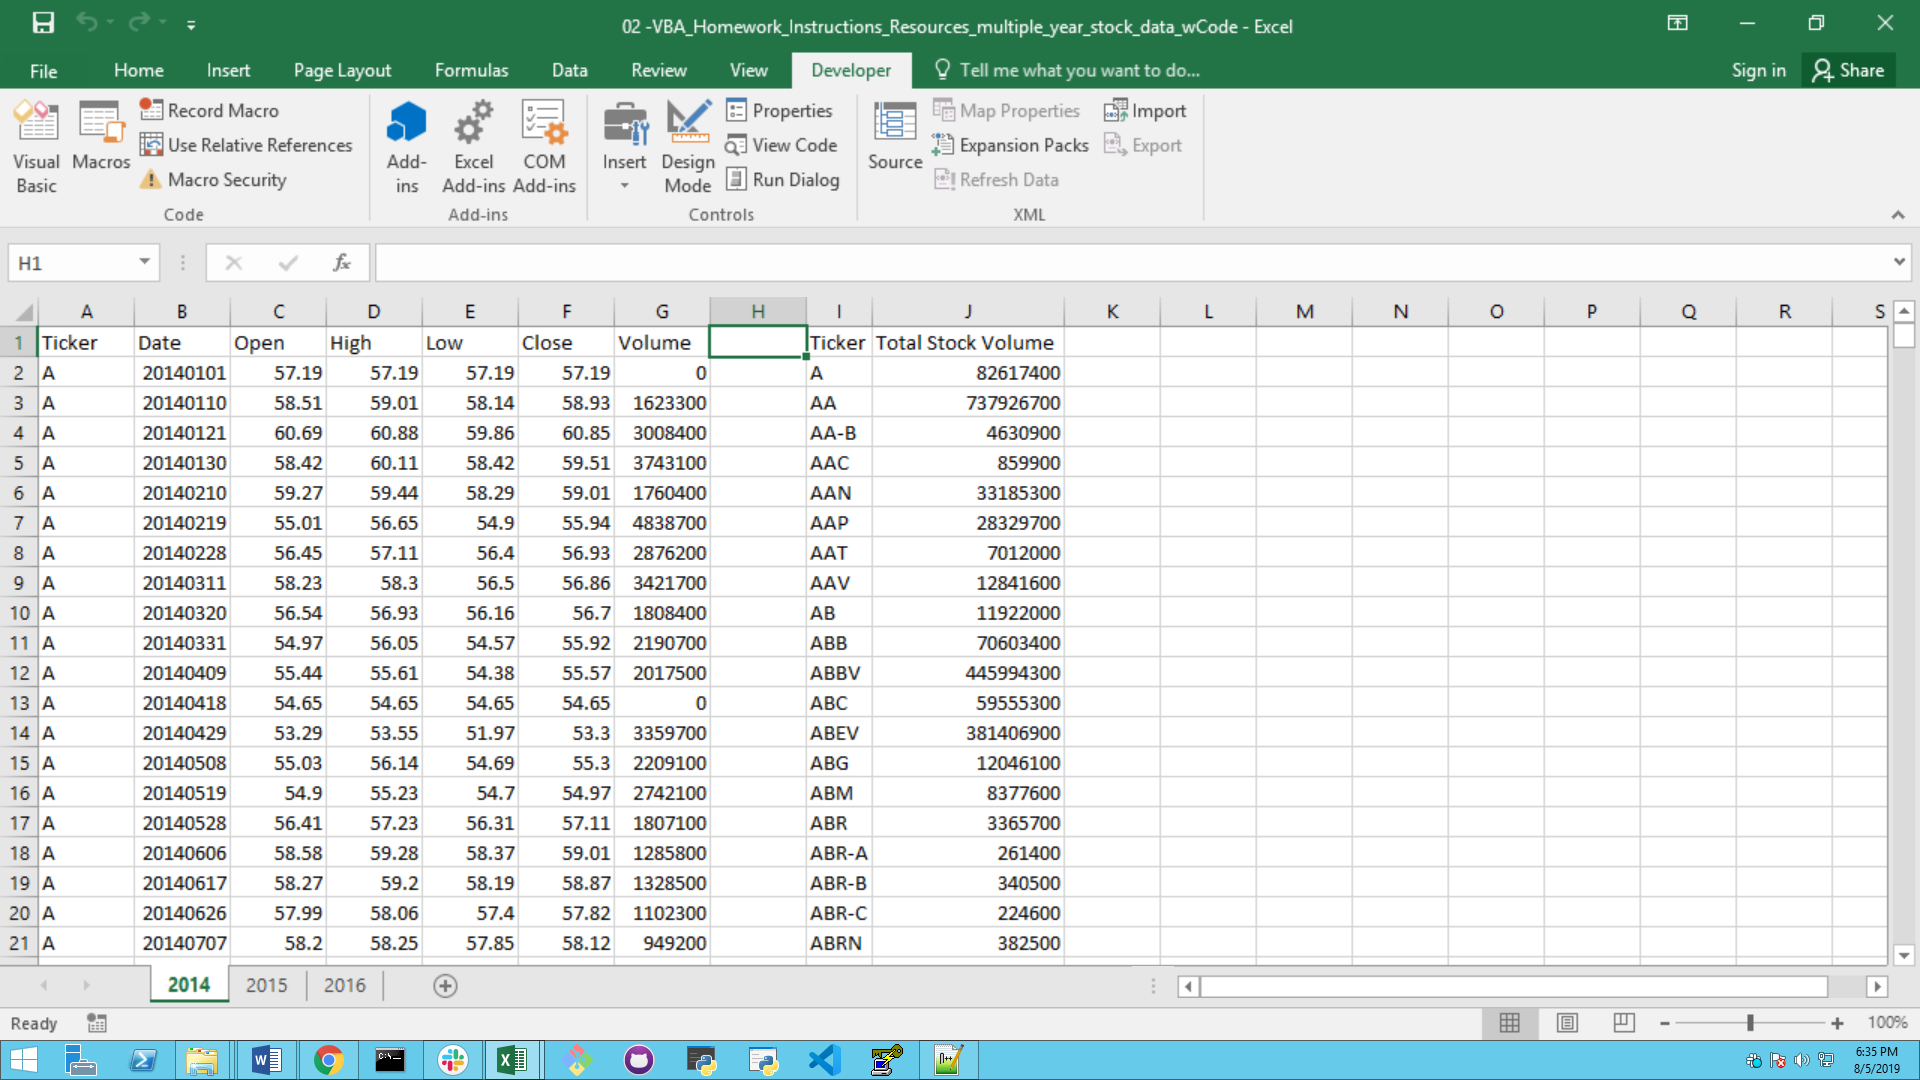 02 -VBA_Homework_Instructions_Resources_multiple_year_stock_data_wCode - Excel
File Home Insert Page Layout Formulas Data Review View Developer Tell me what you want to do... Sign in Share
Visual Basic
Macros
Record Macro
Use Relative References
Macro Security
Code
Add-ins
Excel Add-ins
COM Add-ins
Add-ins
Insert
Design Mode
Properties
View Code
Run Dialog
Controls
Source
Map Properties
Expansion Packs
Refresh Data
Import
Export
XML
H1 fx
A B C D E F G H I J K L M N O P Q R S
1 Ticker Date Open High Low Close Volume Ticker Total Stock Volume
2 A 20140101 57.19 57.19 57.19 57.19 0 A 82617400
3 A 20140110 58.51 59.01 58.14 58.93 1623300 AA 737926700
4 A 20140121 60.69 60.88 59.86 60.85 3008400 AA-B 4630900
5 A 20140130 58.42 60.11 58.42 59.51 3743100 AAC 859900
6 A 20140210 59.27 59.44 58.29 59.01 1760400 AAN 33185300
7 A 20140219 55.01 56.65 54.9 55.94 4838700 AAP 28329700
8 A 20140228 56.45 57.11 56.4 56.93 2876200 AAT 7012000
9 A 20140311 58.23 58.3 56.5 56.86 3421700 AAV 12841600
10 A 20140320 56.54 56.93 56.16 56.7 1808400 AB 11922000
11 A 20140331 54.97 56.05 54.57 55.92 2190700 ABB 70603400
12 A 20140409 55.44 55.61 54.38 55.57 2017500 ABBV 445994300
13 A 20140418 54.65 54.65 54.65 54.65 0 ABC 59555300
14 A 20140429 53.29 53.55 51.97 53.3 3359700 ABEV 381406900
15 A 20140508 55.03 56.14 54.69 55.3 2209100 ABG 12046100
16 A 20140519 54.9 55.23 54.7 54.97 2742100 ABM 8377600
17 A 20140528 56.41 57.23 56.31 57.11 1807100 ABR 3365700
18 A 20140606 58.58 59.28 58.37 59.01 1285800 ABR-A 261400
19 A 20140617 58.27 59.2 58.19 58.87 1328500 ABR-B 340500
20 A 20140626 57.99 58.06 57.4 57.82 1102300 ABR-C 224600
21 A 20140707 58.2 58.25 57.85 58.12 949200 ABRN 382500
2014 2015 2016
Ready 100%
6:35 PM
8/5/2019